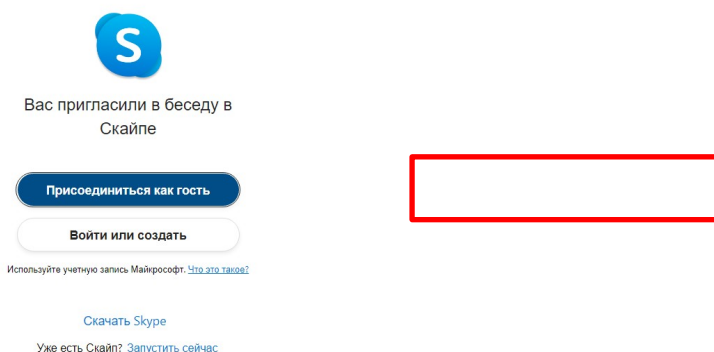 S
Вас пригласили в беседу в
Скайпе
Присоединиться как гость
Войти или создать
Используйте учетную запись Майкрософт. Что это такое?
Скачать Skype
Уже есть Скайп? Запустить сейчас